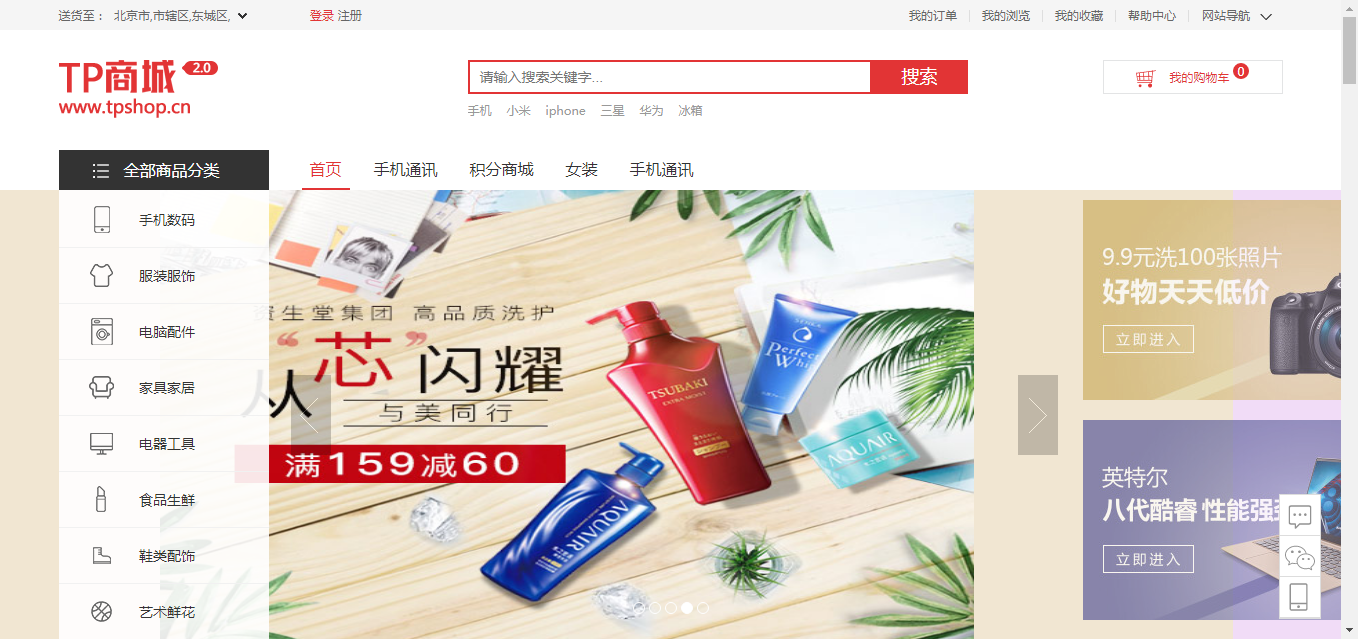 送货至： 北京市,市辖区,东城区,
登录 注册
我的订单
我的浏览
我的收藏
帮助中心
网站导航
TP商城 2.0
www.tpshop.cn
请输入搜索关键字...
搜索
我的购物车 0
手机 小米 iphone 三星 华为 冰箱
全部商品分类
首页 手机通讯 积分商城 女装 手机通讯
手机数码
服装服饰
电脑配件
家具家居
电器工具
食品生鲜
鞋类配饰
艺术鲜花
资生堂集团 高品质洗护
从“芯”闪耀
与美同行
满159减60
TSUBAKI
EXTRA MOIST
SENKA
Perfect
Whi
AQUAIR
AQUAIR
9.9元洗100张照片
好物天天低价
立即进入
英特尔
八代酷睿 性能强
立即进入